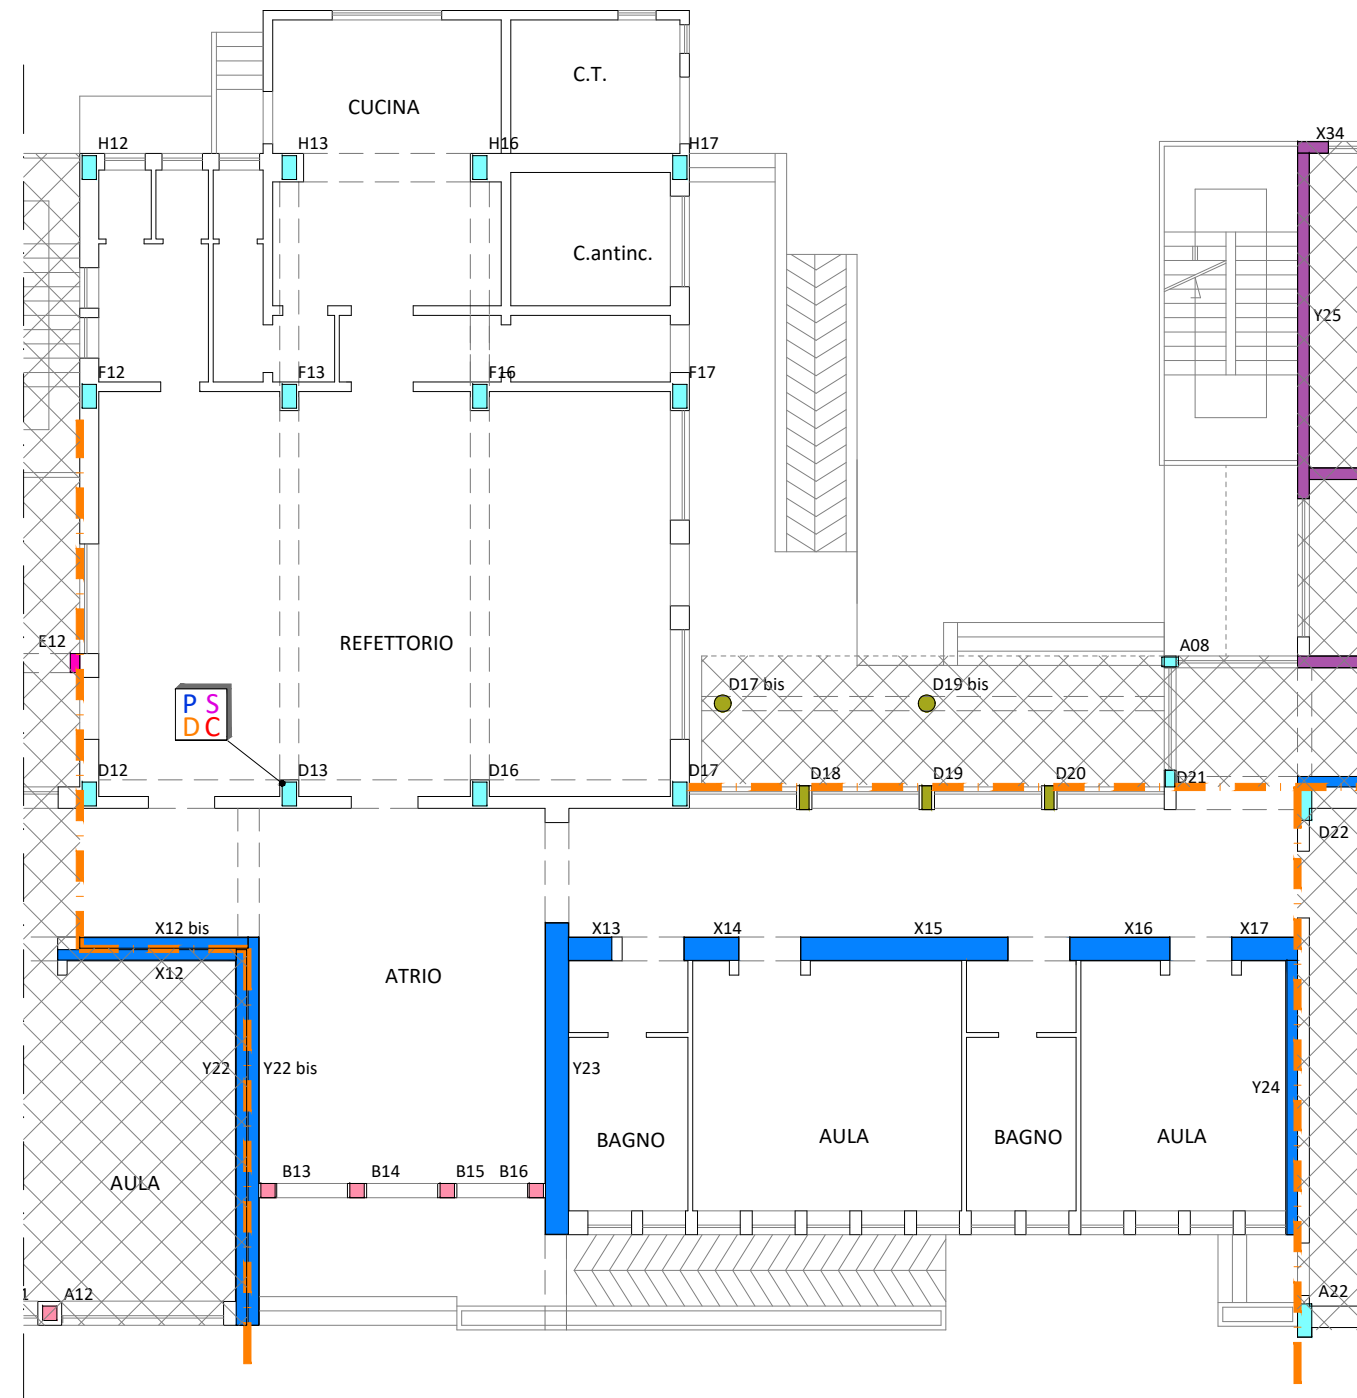 C.T.
CUCINA
X34
H12
H13
H16
H17
C.antinc.
Y25
F12
F13
F16
F17
E12
REFETTORIO
A08
D17 bis
D19 bis
P S
D C
D12
D13
D16
D17
D18
D19
D20
D21
D22
X12 bis
X13
X14
X15
X16
X17
X12
ATRIO
Y22
Y22 bis
Y23
Y24
BAGNO
AULA
BAGNO
AULA
B13
B14
B15
B16
AULA
A12
A22